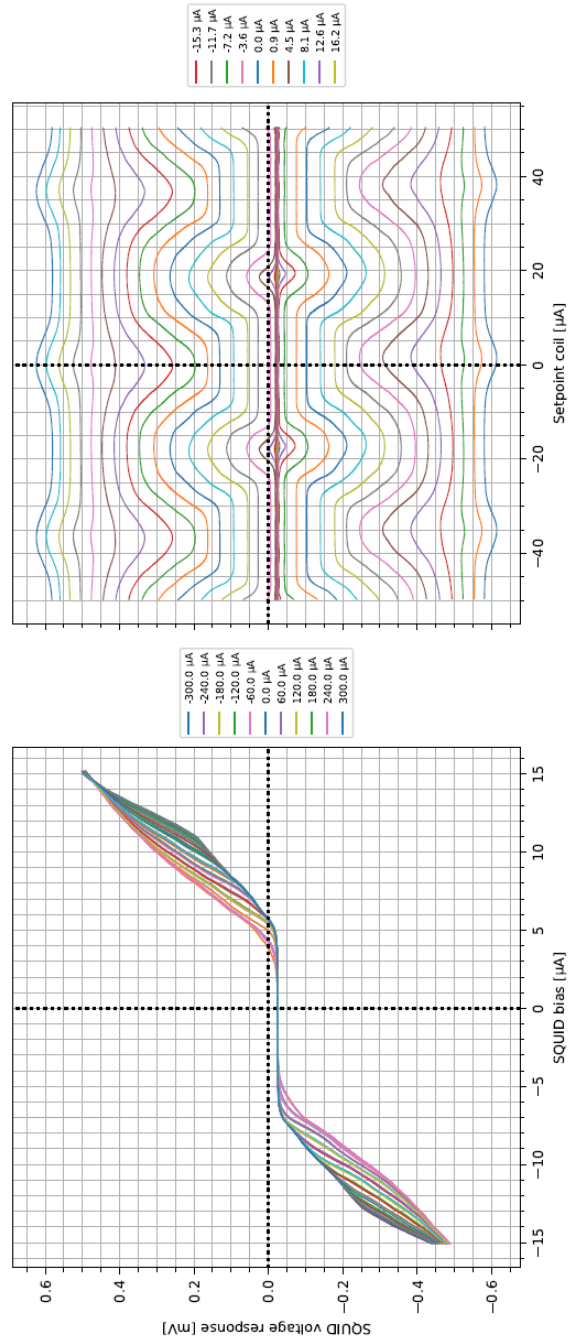 SQUID voltage response [mV]
0.6
0.4
0.2
0.0
−0.2
−0.4
−0.6
−15
−10
−5
0
5
10
15
SQUID bias [µA]
-300.0 µA
-240.0 µA
-180.0 µA
-120.0 µA
-60.0 µA
0.0 µA
60.0 µA
120.0 µA
180.0 µA
240.0 µA
300.0 µA
−40
−20
0
20
40
Setpoint coil [µA]
-15.3 µA
-11.7 µA
-7.2 µA
-3.6 µA
0.0 µA
0.9 µA
4.5 µA
8.1 µA
12.6 µA
16.2 µA